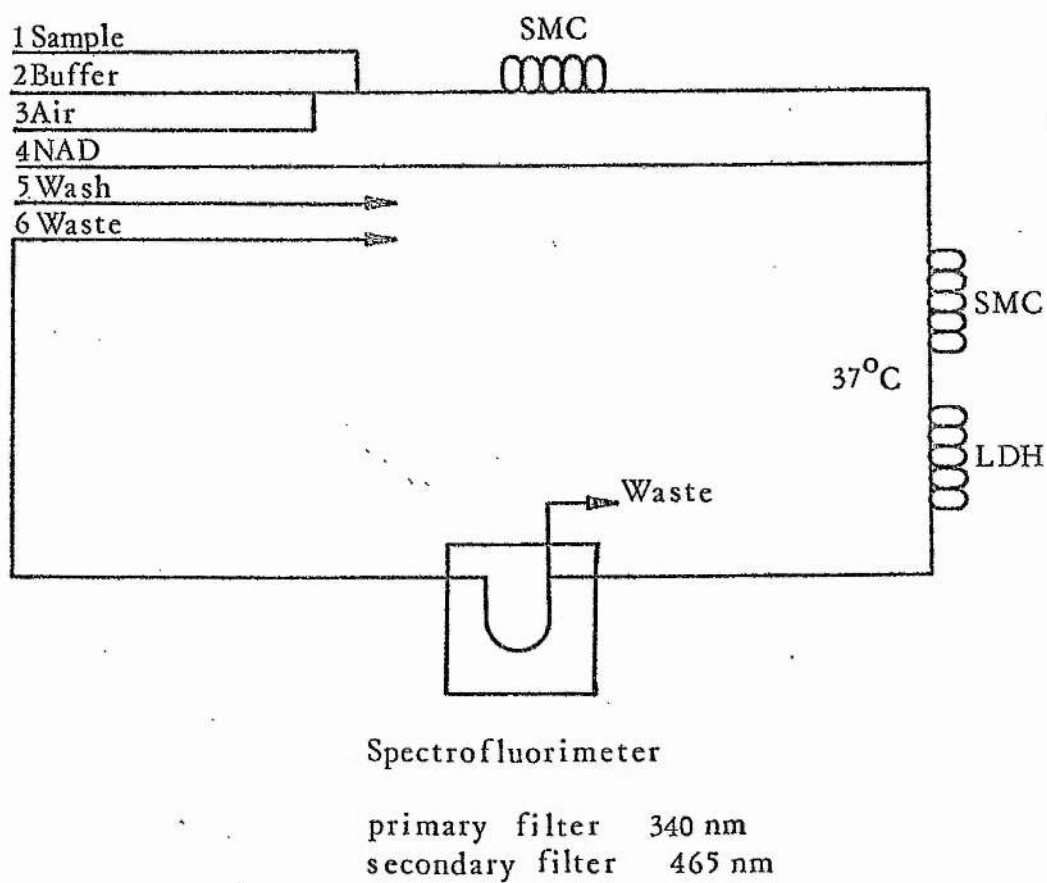 1 Sample
SMC
2 Buffer
3 Air
4 NAD
5 Wash
6 Waste
SMC
37°C
LDH
Waste
Spectrofluorimeter
primary filter 340 nm
secondary filter 465 nm